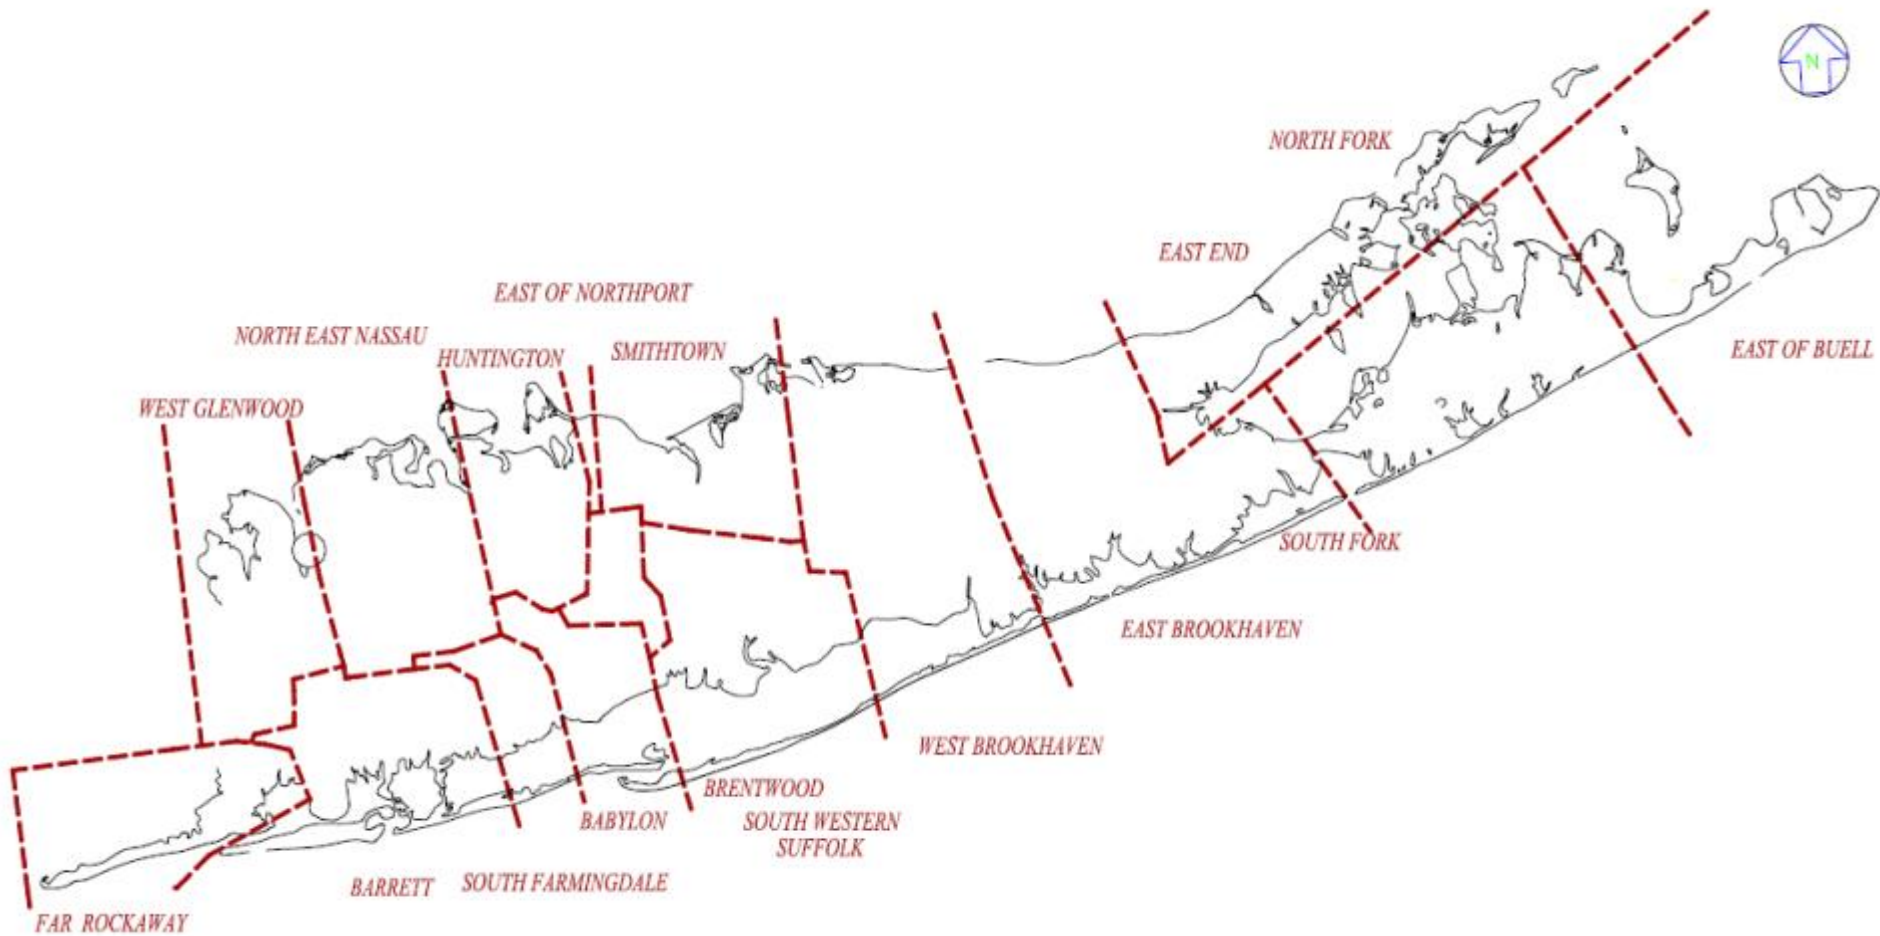 N
NORTH FORK
EAST END
EAST OF NORTHPORT
NORTH EAST NASSAU
HUNTINGTON
SMITHTOWN
EAST OF BUELL
WEST GLENWOOD
SOUTH FORK
EAST BROOKHAVEN
WEST BROOKHAVEN
BRENTWOOD
BABYLON
SOUTH WESTERN
SUFFOLK
BARRETT
SOUTH FARMINGDALE
FAR ROCKAWAY